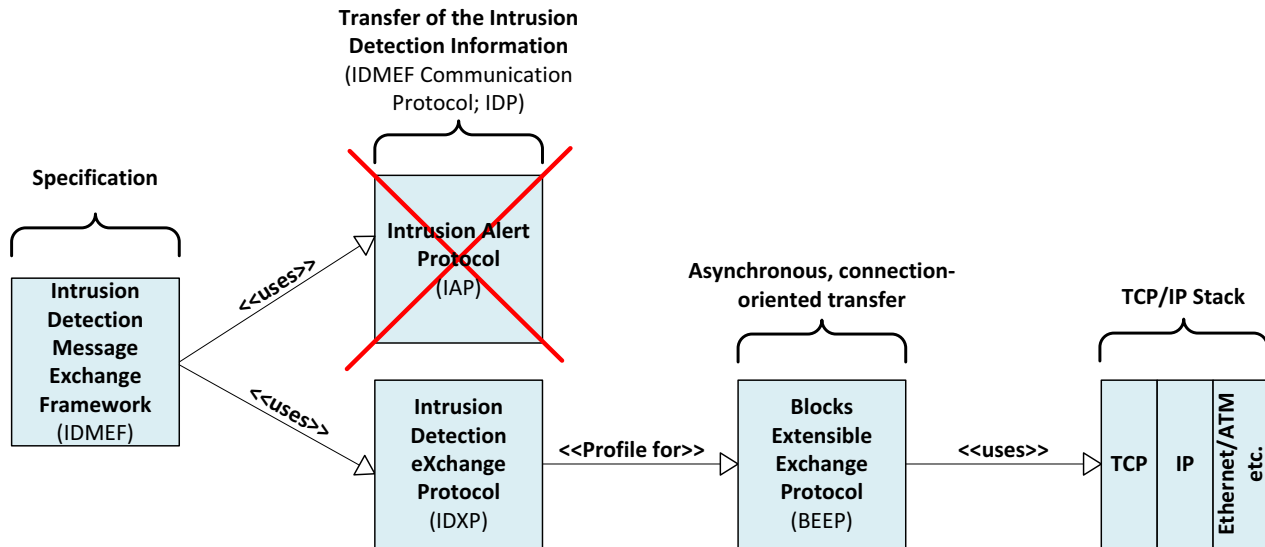 Transfer of the Intrusion
Detection Information
(IDMEF Communication
Protocol; IDP)
Specification
Intrusion
Detection
Message
Exchange
Framework
(IDMEF)
<<uses>>
<<uses>>
Intrusion Alert
Protocol
(IAP)
Intrusion
Detection
eXchange
Protocol
(IDXP)
<<Profile for>>
Asynchronous, connection-
oriented transfer
Blocks
Extensible
Exchange
Protocol
(BEEP)
<<uses>>
TCP/IP Stack
TCP
IP
Ethernet/ATM
etc.